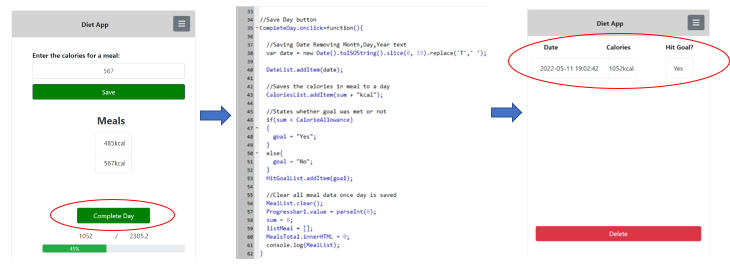 Diet App
Enter the calories for a meal:
567
Save
Meals
485kcal
567kcal
Complete Day
1052 / 2305.2
45%
33
34 //Save Day button
35 CompleteDay.onclick=function(){
36
37 //Saving Date Removing Month,Day,Year text
38 var date = new Date().toISOString().slice(0, 19).replace('T',' ');
39
40 DateList.addItem(date);
41
42 //Saves the calories in meal to a day
43 CaloriesList.addItem(sum + "kcal");
44
45 //States whether goal was met or not
46 if(sum < CalorieAllowance)
47 {
48 goal = "Yes";
49 }
50 else{
51 goal = "No";
52 }
53 HitGoalList.addItem(goal);
54
55 //Clear all meal data once day is saved
56 MealList.clear();
57 Progressbar1.value = parseInt(0);
58 sum = 0;
59 listMeal = [];
60 MealsTotal.innerHTML = 0;
61 console.log(MealList);
62 }
Diet App
Date Calories Hit Goal?
2022-05-11 19:02:42 1052kcal Yes
Delete